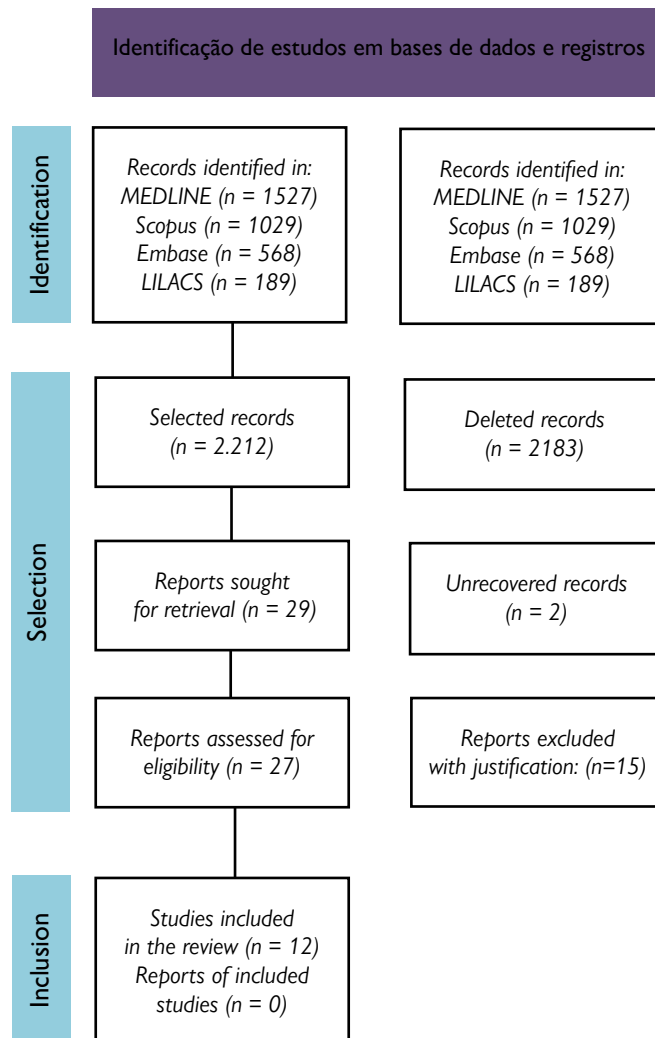 Identificação de estudos em bases de dados e registros
Identification
Records identified in:
MEDLINE (n = 1527)
Scopus (n = 1029)
Embase (n = 568)
LILACS (n = 189)
Records identified in:
MEDLINE (n = 1527)
Scopus (n = 1029)
Embase (n = 568)
LILACS (n = 189)
Selection
Selected records
(n = 2.212)
Deleted records
(n = 2183)
Reports sought
for retrieval (n = 29)
Unrecovered records
(n = 2)
Reports assessed for
eligibility (n = 27)
Reports excluded
with justification: (n=15)
Inclusion
Studies included
in the review (n = 12)
Reports of included
studies (n = 0)